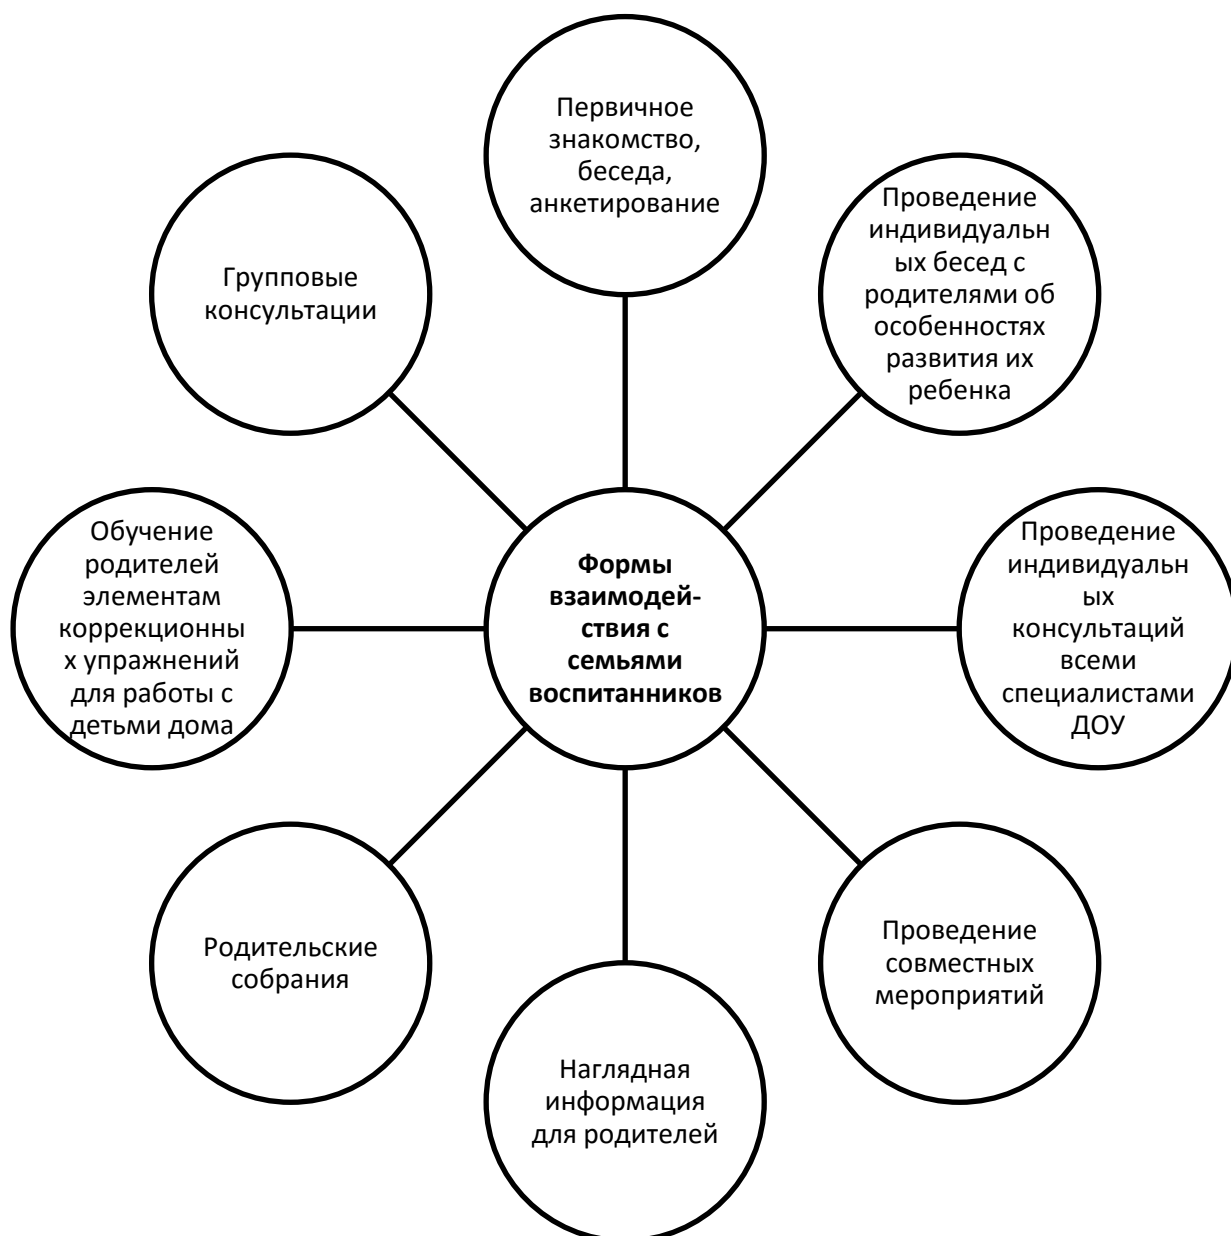 Первичное
знакомство,
беседа,
анкетирование
Проведение
индивидуальн
ых бесед с
родителями об
особенностях
развития их
ребенка
Групповые
консультации
Обучение
родителей
элементам
коррекционны
х упражнений
для работы с
детьми дома
Формы
взаимодей-
ствия с
семьями
воспитанников
Проведение
индивидуальн
ых
консультаций
всеми
специалистами
ДОУ
Родительские
собрания
Проведение
совместных
мероприятий
Наглядная
информация
для родителей